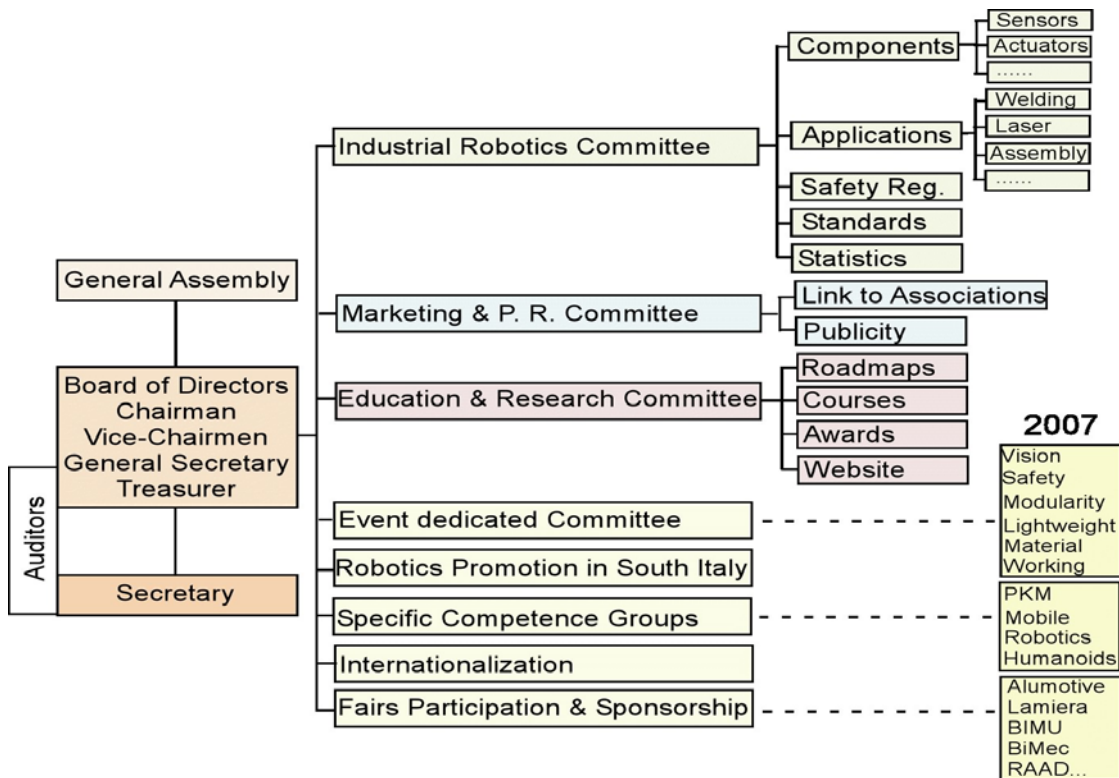 General Assembly
Board of Directors
Chairman
Vice-Chairmen
General Secretary
Treasurer
Auditors
Secretary
Industrial Robotics Committee
Components
Sensors
Actuators
......
Applications
Welding
Laser
Assembly
......
Safety Reg.
Standards
Statistics
Marketing & P. R. Committee
Link to Associations
Publicity
Education & Research Committee
Roadmaps
Courses
Awards
Website
Event dedicated Committee
Robotics Promotion in South Italy
Specific Competence Groups
Internationalization
Fairs Participation & Sponsorship
2007
Vision
Safety
Modularity
Lightweight
Material
Working
PKM
Mobile
Robotics
Humanoids
Alumotive
Lamiera
BIMU
BiMec
RAAD...